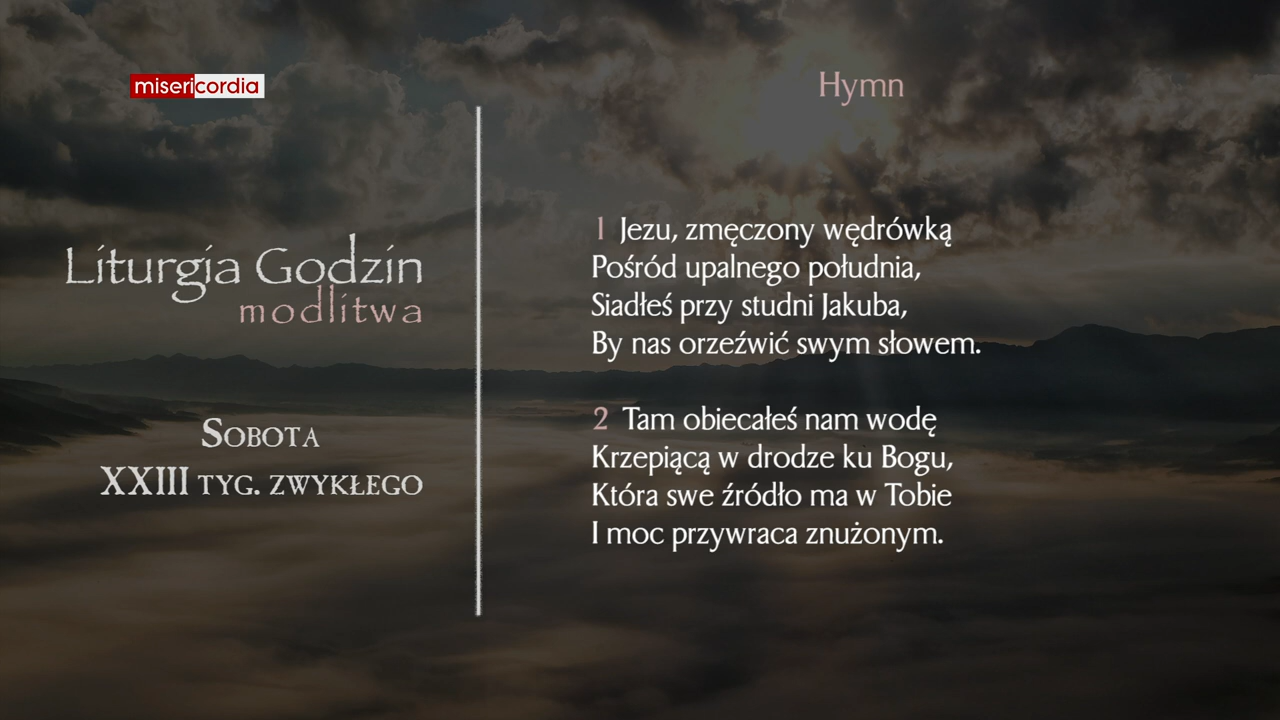 misericordia
Liturgia Godzin
modlitwa
Sobota
XXIII tyg. zwykłego
Hymn
1 Jezu, zmęczony wędrówką
Pośród upalnego południa,
Siadłeś przy studni Jakuba,
By nas orzeźwić swym słowem.
2 Tam obiecałeś nam wodę
Krzepiącą w drodze ku Bogu,
Która swe źródło ma w Tobie
I moc przywraca znużonym.